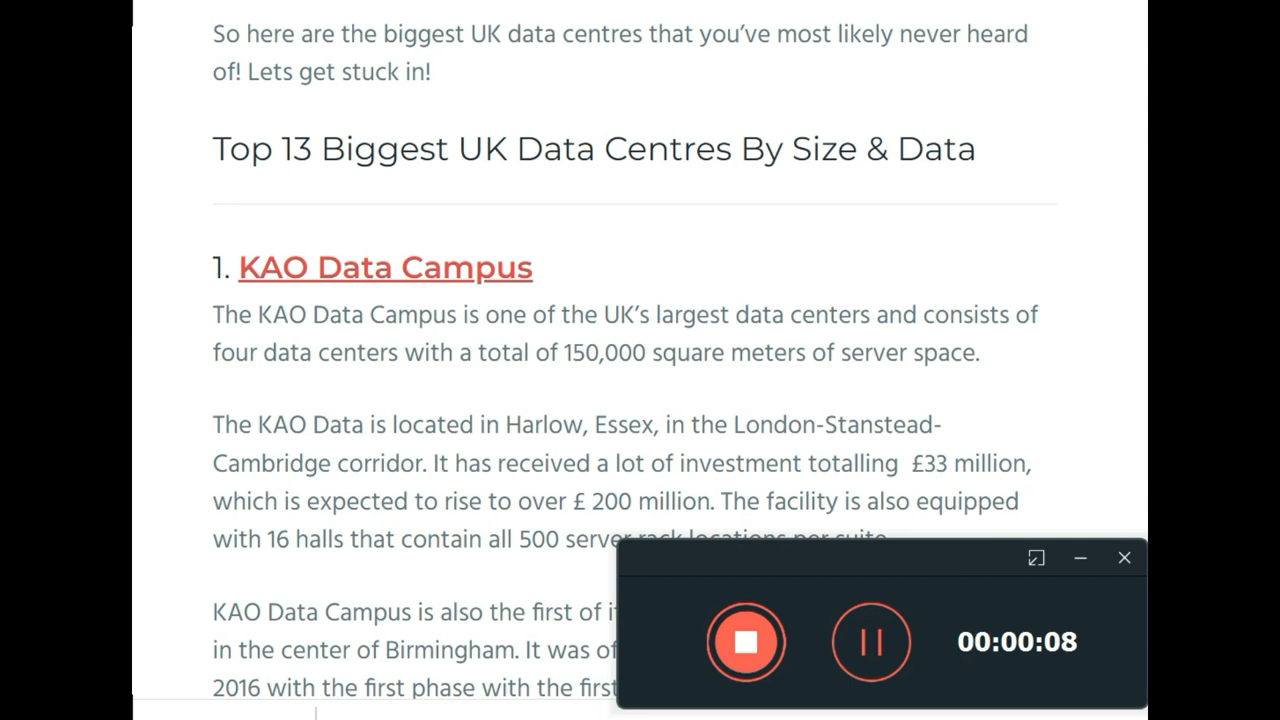 So here are the biggest UK data centres that you’ve most likely never heard
of! Lets get stuck in!
Top 13 Biggest UK Data Centres By Size & Data
1. KAO Data Campus
The KAO Data Campus is one of the UK’s largest data centers and consists of
four data centers with a total of 150,000 square meters of server space.
The KAO Data is located in Harlow, Essex, in the London-Stanstead-
Cambridge corridor. It has received a lot of investment totalling £33 million,
which is expected to rise to over £ 200 million. The facility is also equipped
with 16 halls that contain all 500 server rack locations per suite.
KAO Data Campus is also the first of
in the center of Birmingham. It was
2016 with the first phase with the first
00:00:08